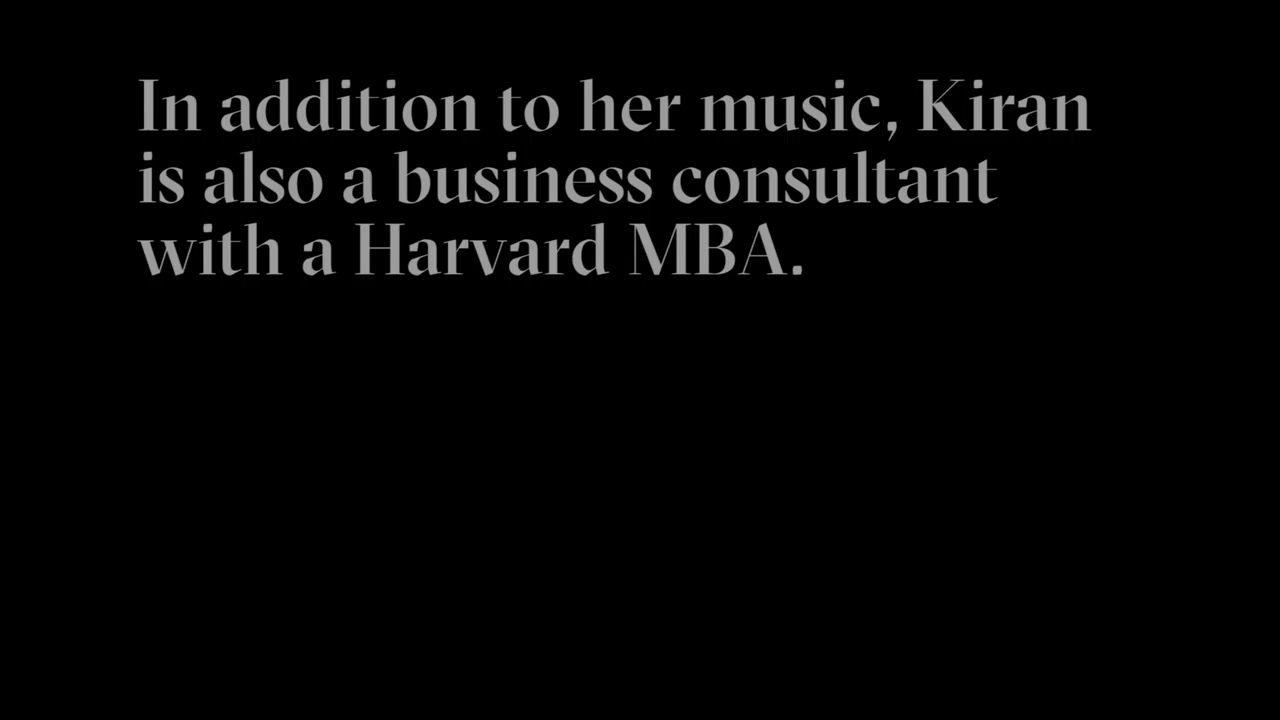 In addition to her music, Kiran
is also a business consultant
with a Harvard MBA.